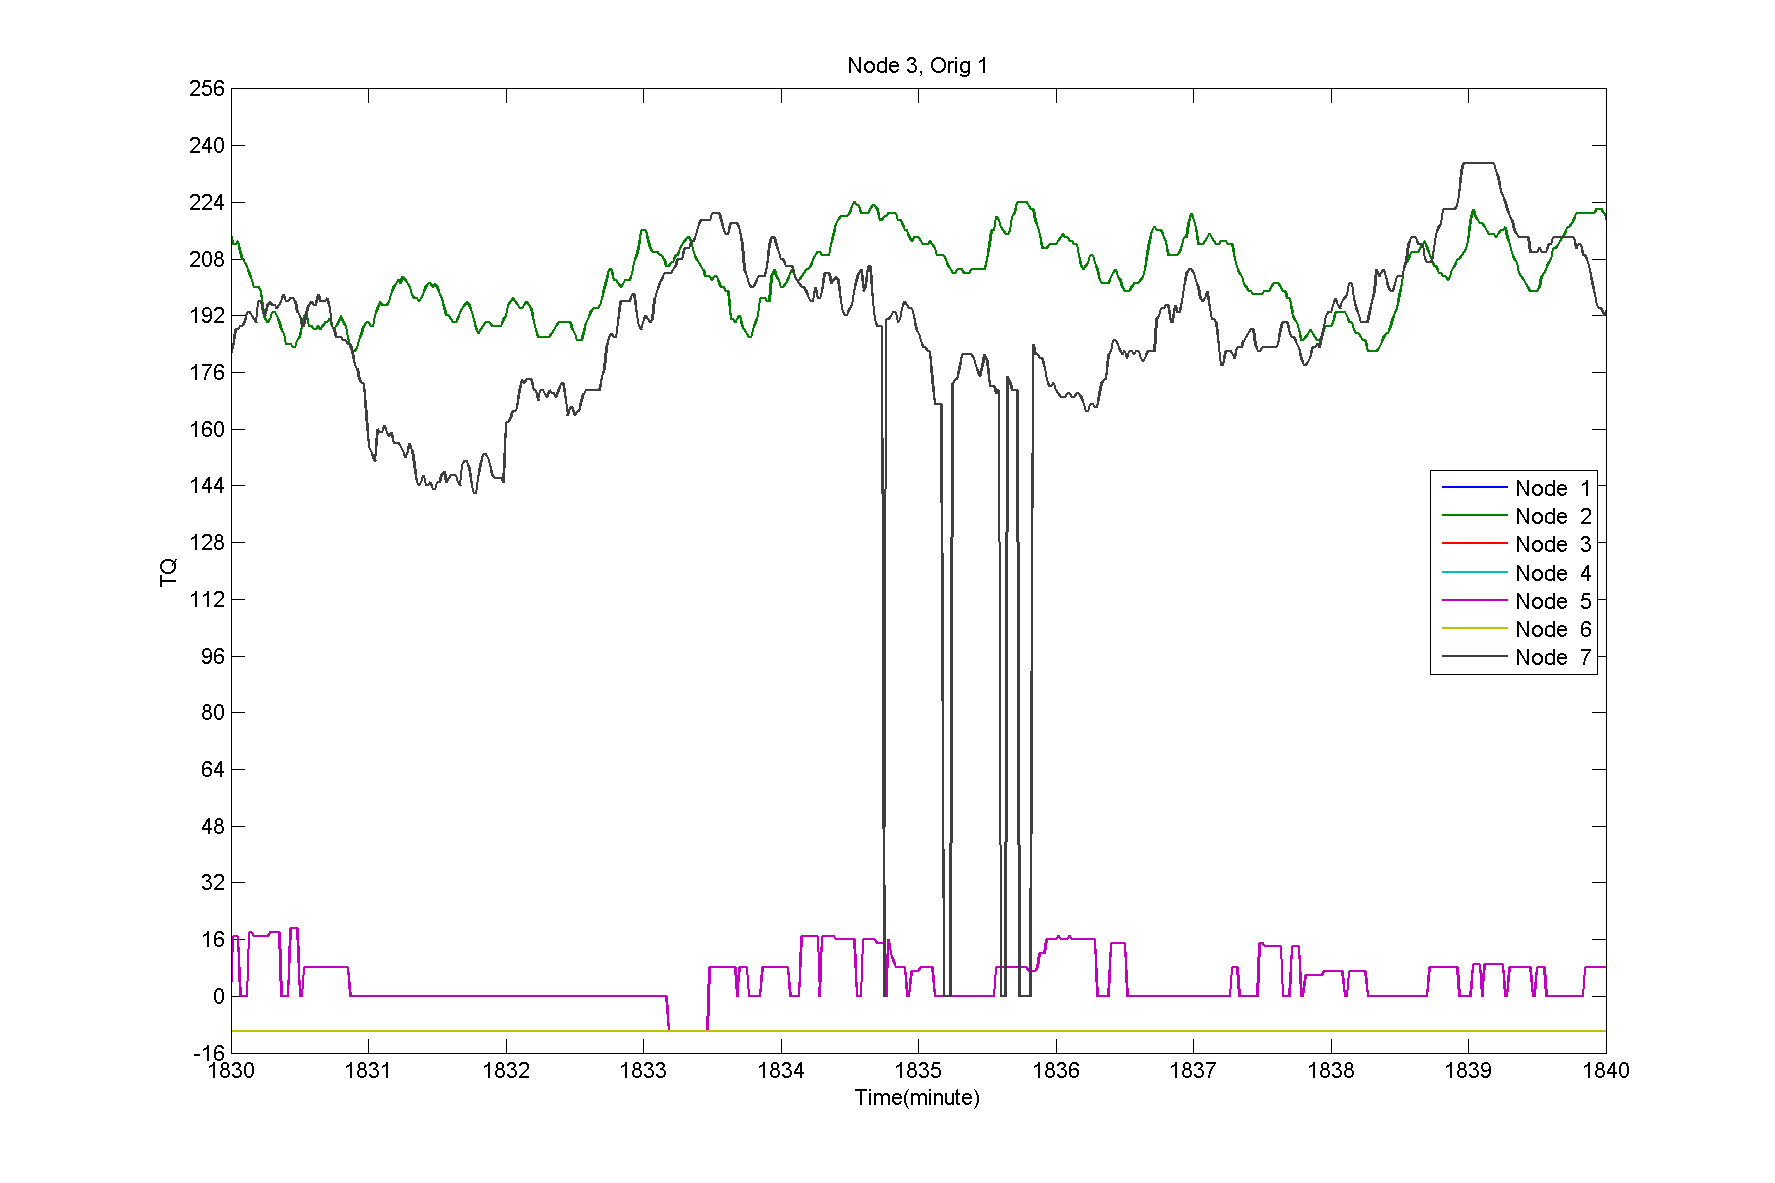 Node 3, Orig 1
256
240
224
208
192
176
160
144
128
112
96
80
64
48
32
16
0
-16
TQ
Node 1
Node 2
Node 3
Node 4
Node 5
Node 6
Node 7
1830 1831 1832 1833 1834 1835 1836 1837 1838 1839 1840
Time(minute)